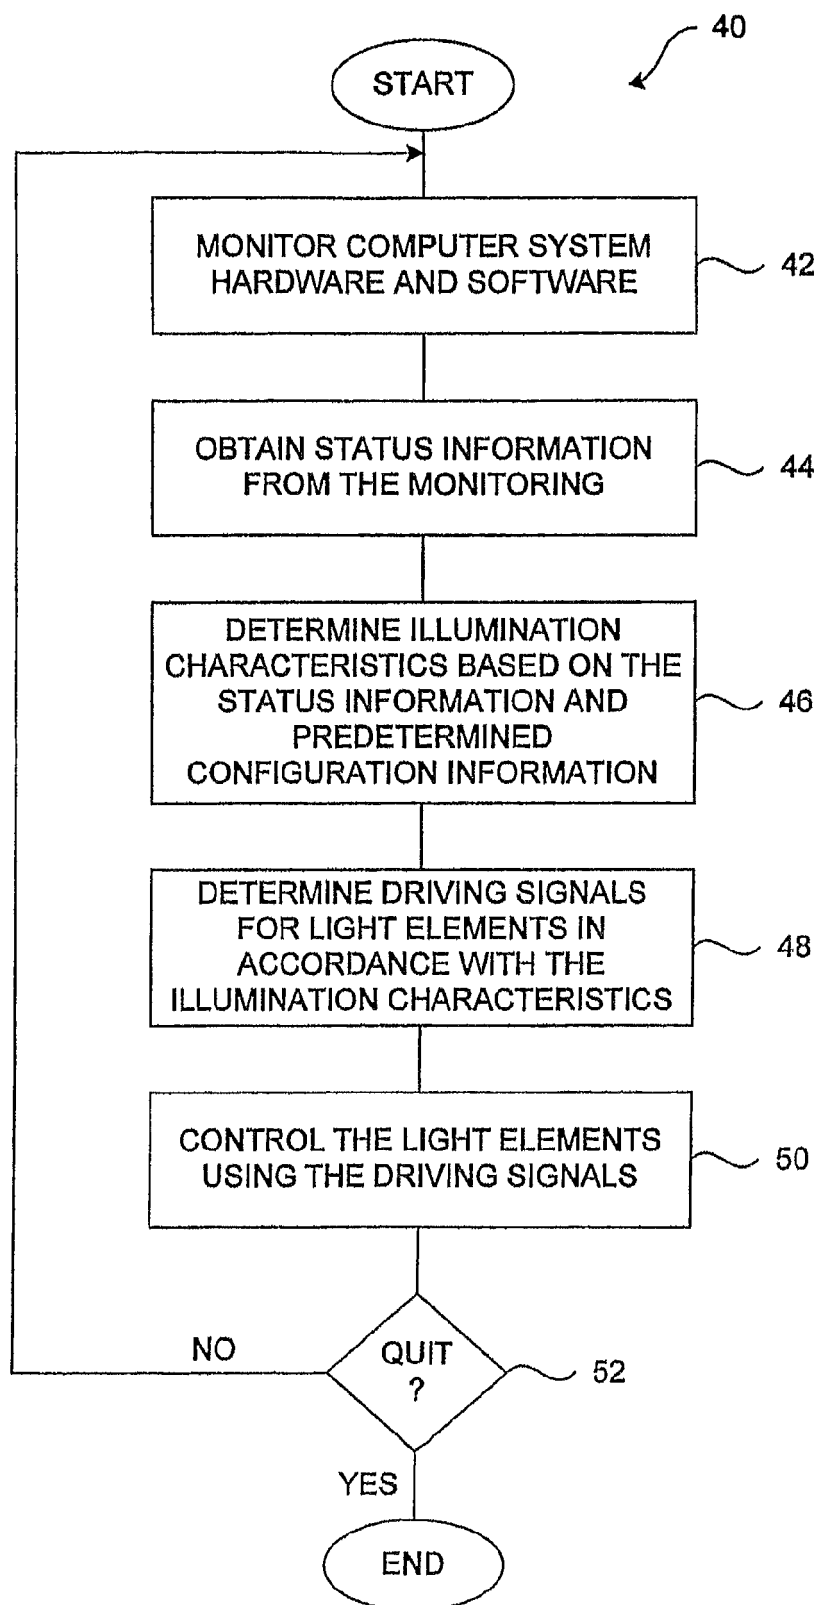 40
START
MONITOR COMPUTER SYSTEM
HARDWARE AND SOFTWARE
42
OBTAIN STATUS INFORMATION
FROM THE MONITORING
44
DETERMINE ILLUMINATION
CHARACTERISTICS BASED ON THE
STATUS INFORMATION AND
PREDETERMINED
CONFIGURATION INFORMATION
46
DETERMINE DRIVING SIGNALS
FOR LIGHT ELEMENTS IN
ACCORDANCE WITH THE
ILLUMINATION CHARACTERISTICS
48
CONTROL THE LIGHT ELEMENTS
USING THE DRIVING SIGNALS
50
NO
QUIT
?
52
YES
END